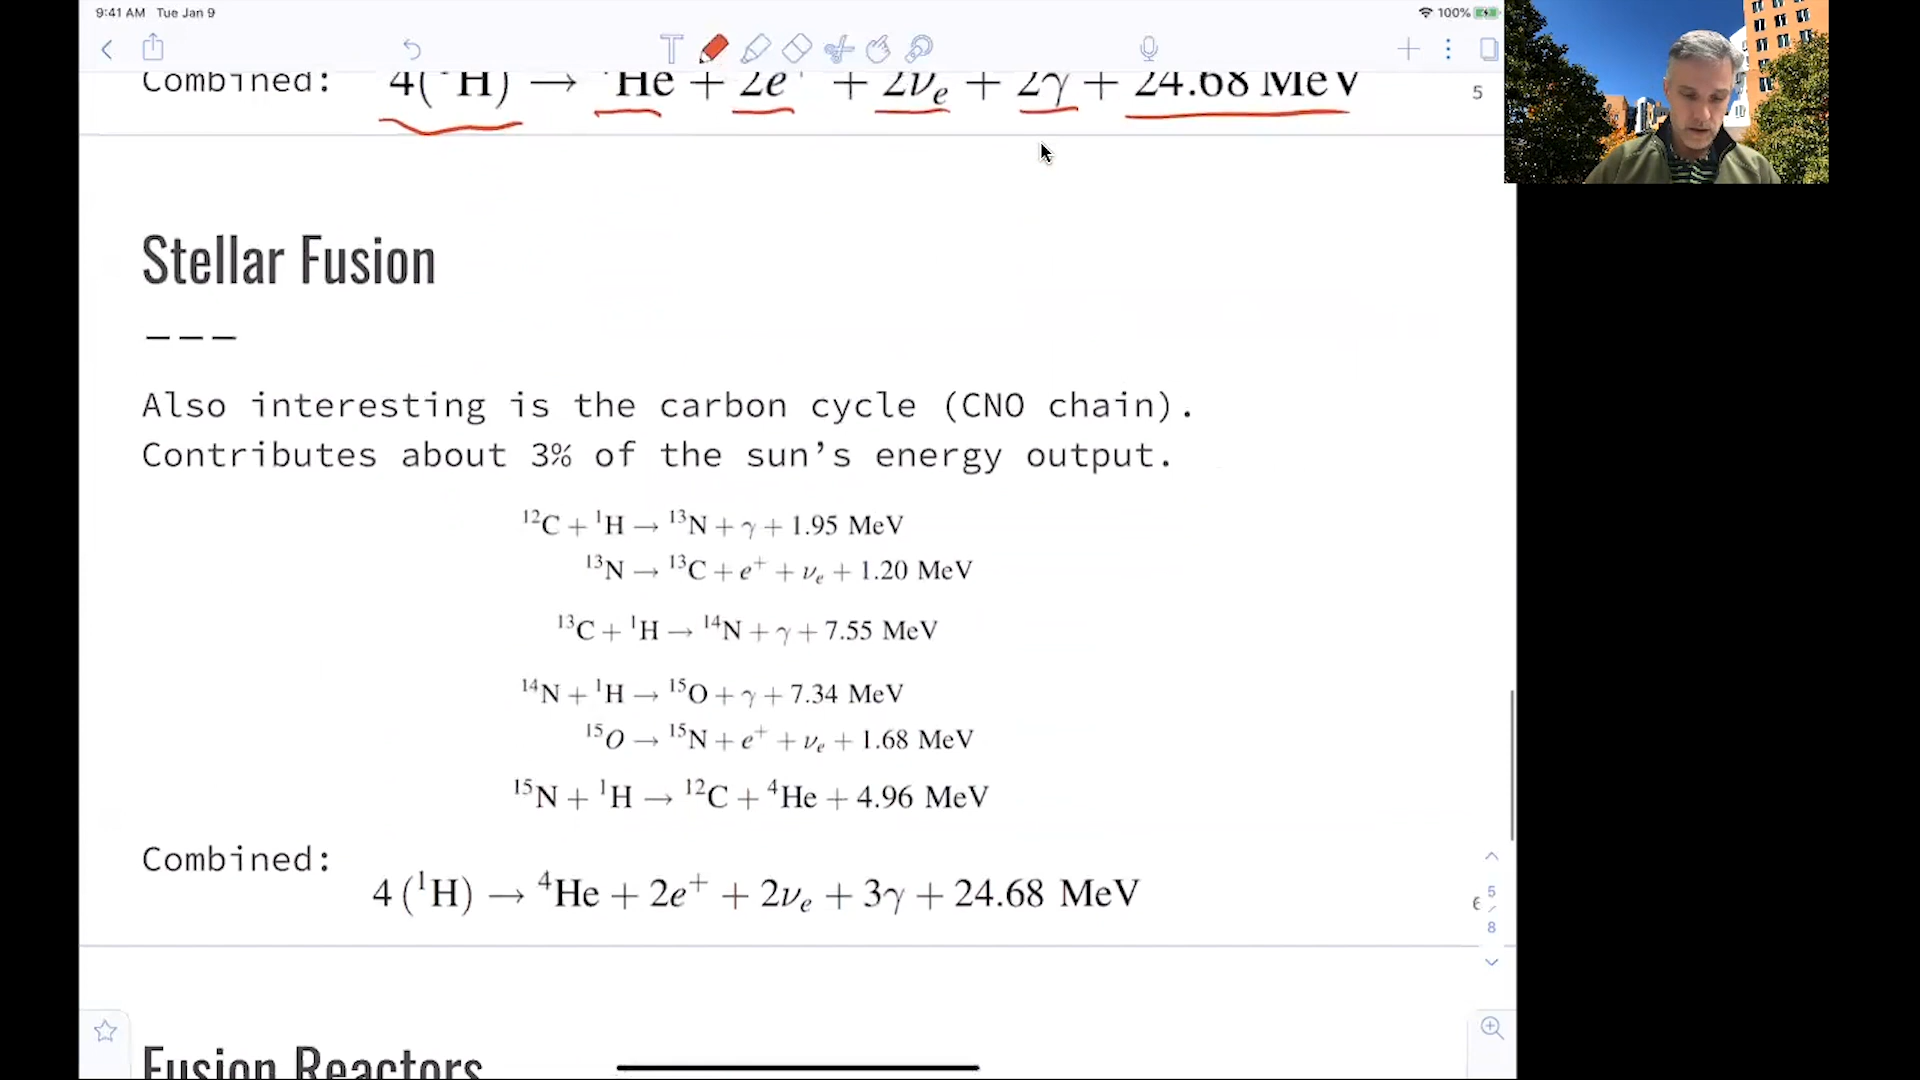 9:41 AM Tue Jan 9
100%
Combined: 4(¹H) → ⁴He + 2e⁺ + 2νₑ + 2γ + 24.68 MeV
5
Stellar Fusion
---
Also interesting is the carbon cycle (CNO chain).
Contributes about 3% of the sun’s energy output.
¹²C + ¹H → ¹³N + γ + 1.95 MeV
¹³N → ¹³C + e⁺ + νₑ + 1.20 MeV
¹³C + ¹H → ¹⁴N + γ + 7.55 MeV
¹⁴N + ¹H → ¹⁵O + γ + 7.34 MeV
¹⁵O → ¹⁵N + e⁺ + νₑ + 1.68 MeV
¹⁵N + ¹H → ¹²C + ⁴He + 4.96 MeV
Combined:
4 (¹H) → ⁴He + 2e⁺ + 2νₑ + 3γ + 24.68 MeV
6
5
/
8
Fusion Reactors